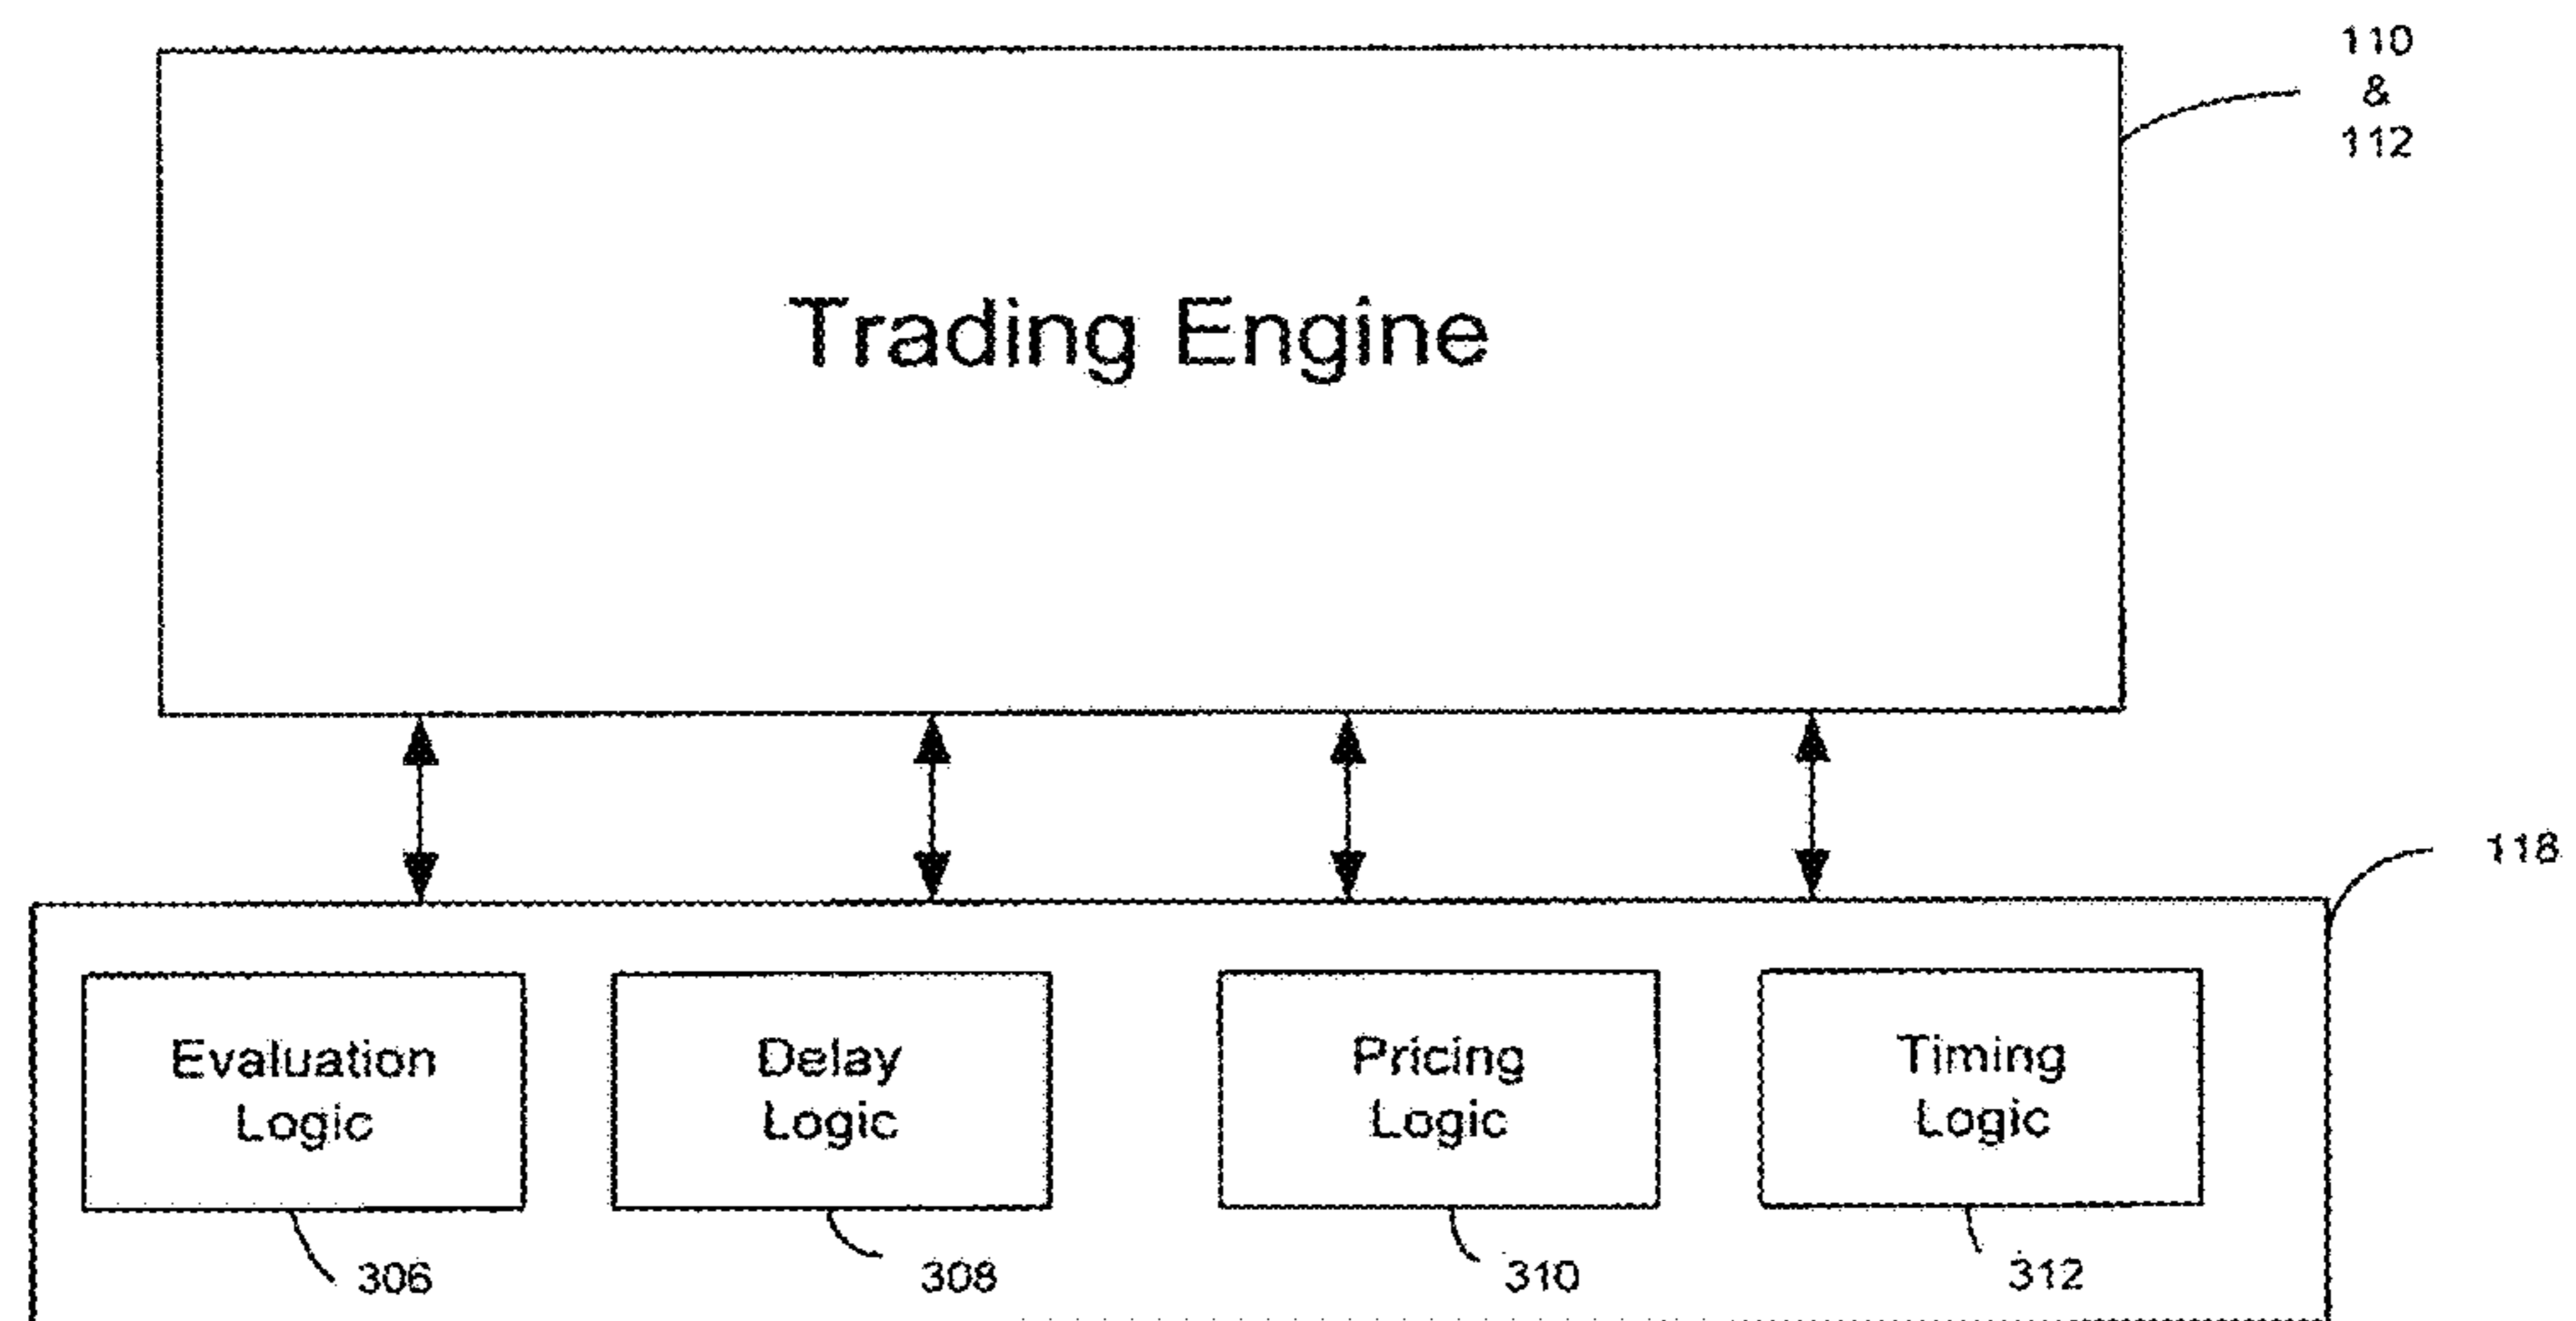 110
&
112
Trading Engine
118
Evaluation
Logic
Delay
Logic
Pricing
Logic
Timing
Logic
306
308
310
312